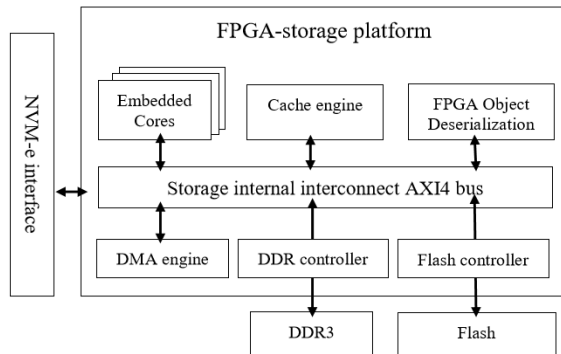 FPGA-storage platform
NVM-e interface
Embedded
Cores
Cache engine
FPGA Object
Deserialization
Storage internal interconnect AXI4 bus
DMA engine
DDR controller
Flash controller
DDR3
Flash